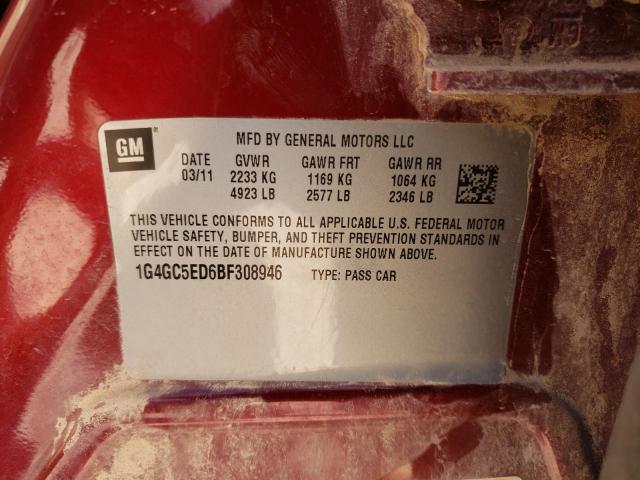 GM
MFD BY GENERAL MOTORS LLC
DATE GVWR GAWR FRT GAWR RR
03/11 2233 KG 1169 KG 1064 KG
4923 LB 2577 LB 2346 LB
THIS VEHICLE CONFORMS TO ALL APPLICABLE U.S. FEDERAL MOTOR
VEHICLE SAFETY, BUMPER, AND THEFT PREVENTION STANDARDS IN
EFFECT ON THE DATE OF MANUFACTURE SHOWN ABOVE.
1G4GC5ED6BF308946 TYPE: PASS CAR